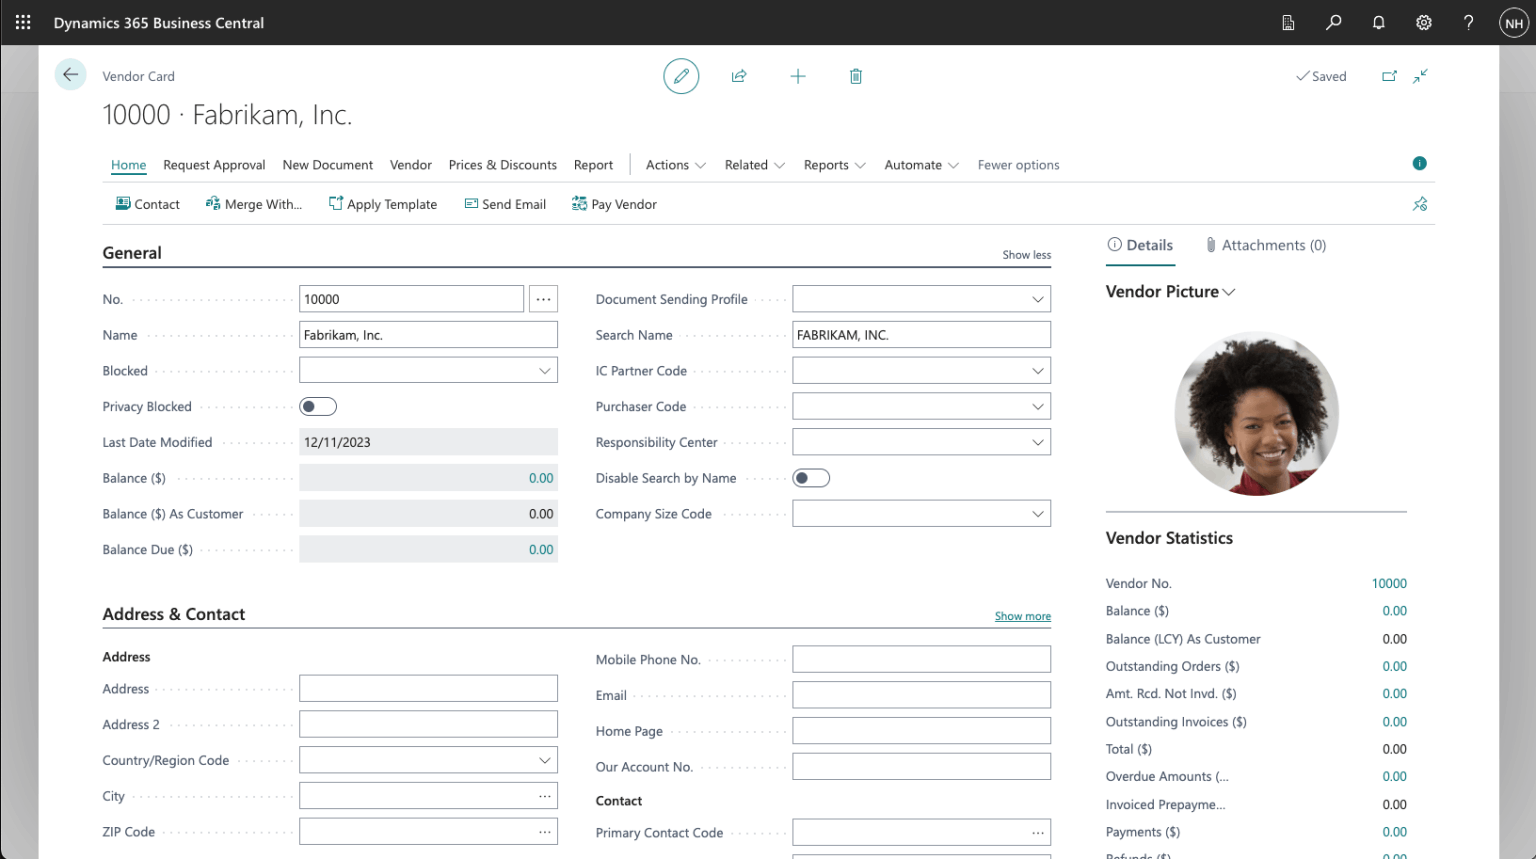 Dynamics 365 Business Central
NH
Vendor Card
Saved
10000 · Fabrikam, Inc.
Home Request Approval New Document Vendor Prices & Discounts Report Actions Related Reports Automate Fewer options
Contact Merge With... Apply Template Send Email Pay Vendor
General
Show less
No. 10000
Name Fabrikam, Inc.
Blocked
Privacy Blocked
Last Date Modified 12/11/2023
Balance ($) 0.00
Balance ($) As Customer 0.00
Balance Due ($) 0.00
Document Sending Profile
Search Name FABRIKAM, INC.
IC Partner Code
Purchaser Code
Responsibility Center
Disable Search by Name
Company Size Code
Address & Contact
Show more
Address
Address
Address 2
Country/Region Code
City
ZIP Code
Mobile Phone No.
Email
Home Page
Our Account No.
Contact
Primary Contact Code
Details Attachments (0)
Vendor Picture
Vendor Statistics
Vendor No. 10000
Balance ($) 0.00
Balance (LCY) As Customer 0.00
Outstanding Orders ($) 0.00
Amt. Rcd. Not Invd. ($) 0.00
Outstanding Invoices ($) 0.00
Total ($) 0.00
Overdue Amounts (... 0.00
Invoiced Prepayme... 0.00
Payments ($) 0.00
Refunds ($) 0.00